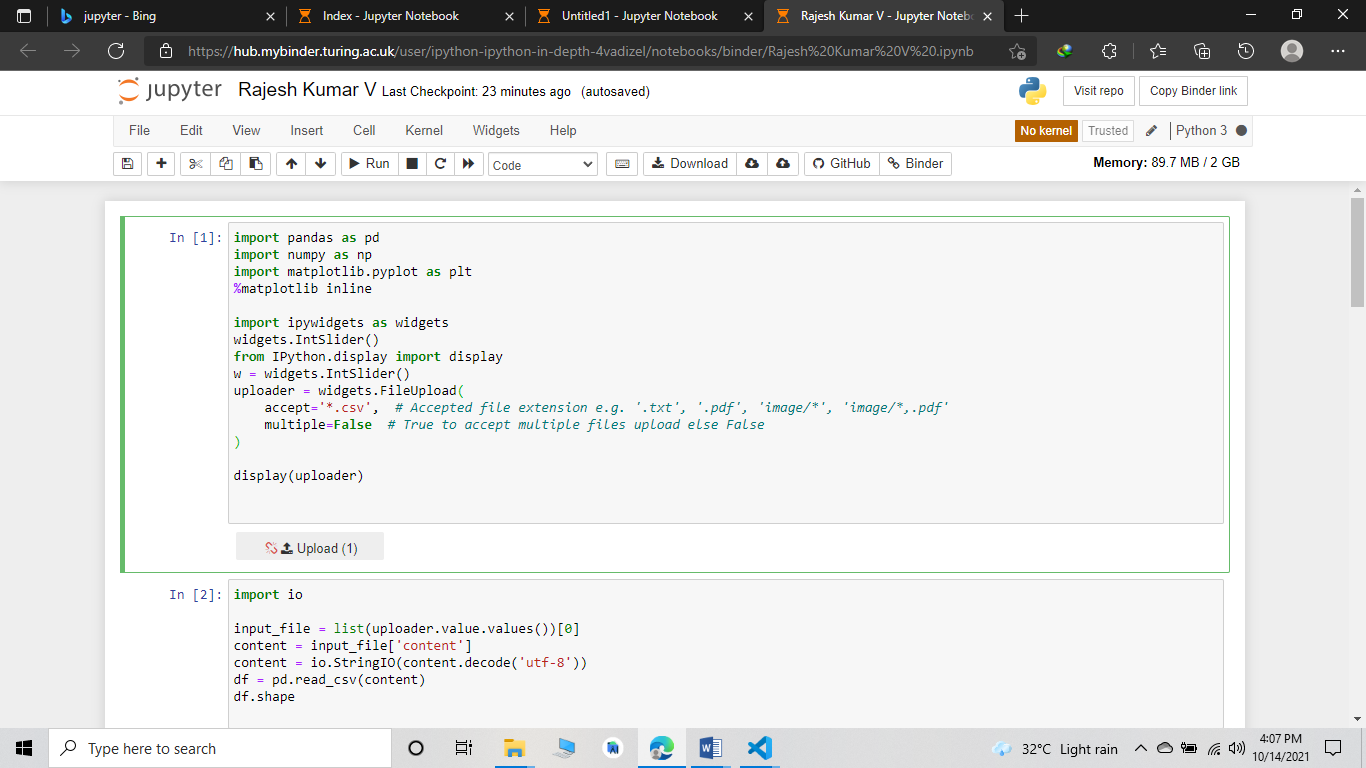 jupyter - Bing
Index - Jupyter Notebook
Untitled1 - Jupyter Notebook
Rajesh Kumar V - Jupyter Notebo
https://hub.mybinder.turing.ac.uk/user/ipython-ipython-in-depth-4vadizel/notebooks/binder/Rajesh%20Kumar%20V%20.ipynb
jupyter Rajesh Kumar V Last Checkpoint: 23 minutes ago (autosaved)
Visit repo
Copy Binder link
File Edit View Insert Cell Kernel Widgets Help
No kernel Trusted Python 3
Run Code Download GitHub Binder
Memory: 89.7 MB / 2 GB
In [1]:
import pandas as pd
import numpy as np
import matplotlib.pyplot as plt
%matplotlib inline
import ipywidgets as widgets
widgets.IntSlider()
from IPython.display import display
w = widgets.IntSlider()
uploader = widgets.FileUpload(
    accept='*.csv',  # Accepted file extension e.g. '.txt', '.pdf', 'image/*', 'image/*,.pdf'
    multiple=False  # True to accept multiple files upload else False
)
display(uploader)
Upload (1)
In [2]:
import io
input_file = list(uploader.value.values())[0]
content = input_file['content']
content = io.StringIO(content.decode('utf-8'))
df = pd.read_csv(content)
df.shape
Type here to search
32°C Light rain
4:07 PM
10/14/2021